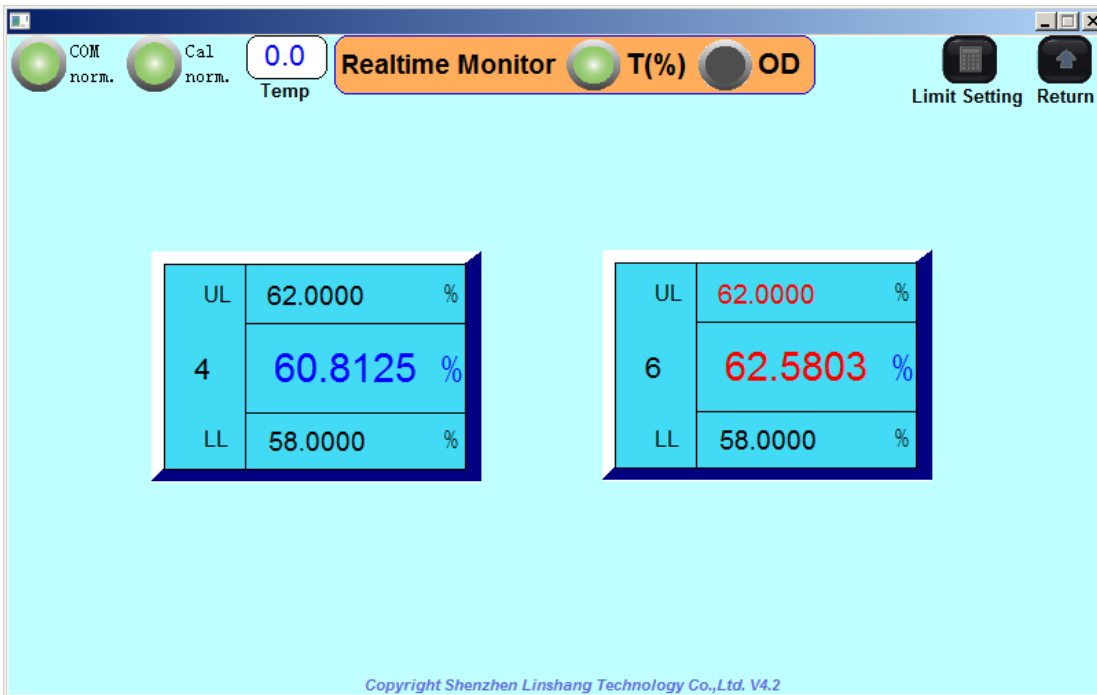 COM norm.
Cal norm.
0.0
Temp
Realtime Monitor T(%) OD
Limit Setting Return
UL 62.0000 %
4 60.8125 %
LL 58.0000 %
UL 62.0000 %
6 62.5803 %
LL 58.0000 %
Copyright Shenzhen Linshang Technology Co.,Ltd. V4.2